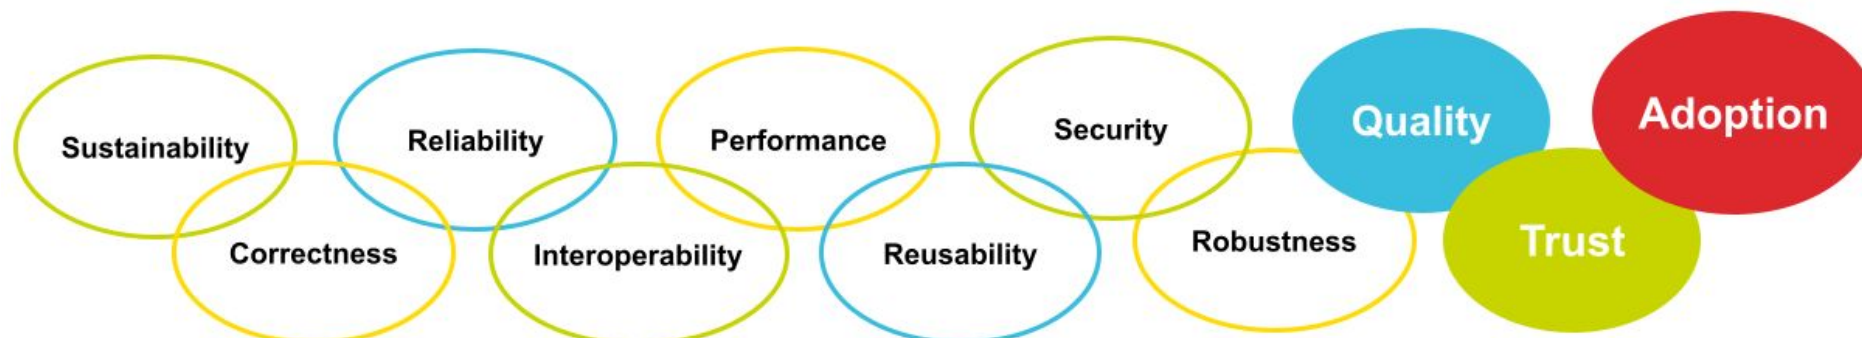 Sustainability
Correctness
Reliability
Interoperability
Performance
Reusability
Security
Robustness
Quality
Trust
Adoption